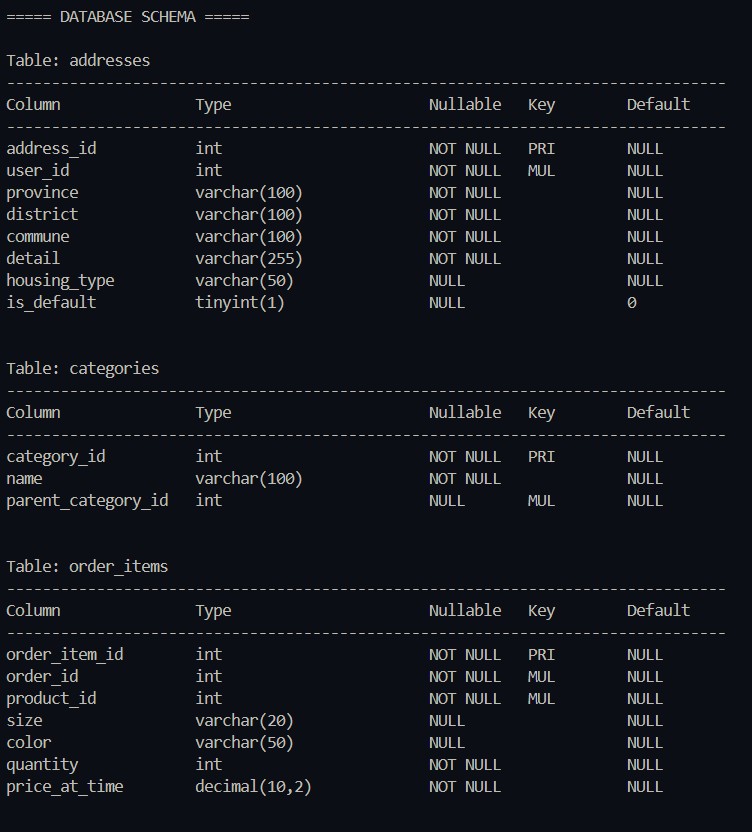 ===== DATABASE SCHEMA =====
Table: addresses
--------------------------------------------------------------------------------
Column Type Nullable Key Default
--------------------------------------------------------------------------------
address_id int NOT NULL PRI NULL
user_id int NOT NULL MUL NULL
province varchar(100) NOT NULL NULL
district varchar(100) NOT NULL NULL
commune varchar(100) NOT NULL NULL
detail varchar(255) NOT NULL NULL
housing_type varchar(50) NULL NULL
is_default tinyint(1) NULL 0
Table: categories
--------------------------------------------------------------------------------
Column Type Nullable Key Default
--------------------------------------------------------------------------------
category_id int NOT NULL PRI NULL
name varchar(100) NOT NULL NULL
parent_category_id int NULL MUL NULL
Table: order_items
--------------------------------------------------------------------------------
Column Type Nullable Key Default
--------------------------------------------------------------------------------
order_item_id int NOT NULL PRI NULL
order_id int NOT NULL MUL NULL
product_id int NOT NULL MUL NULL
size varchar(20) NULL NULL
color varchar(50) NULL NULL
quantity int NOT NULL NULL
price_at_time decimal(10,2) NOT NULL NULL